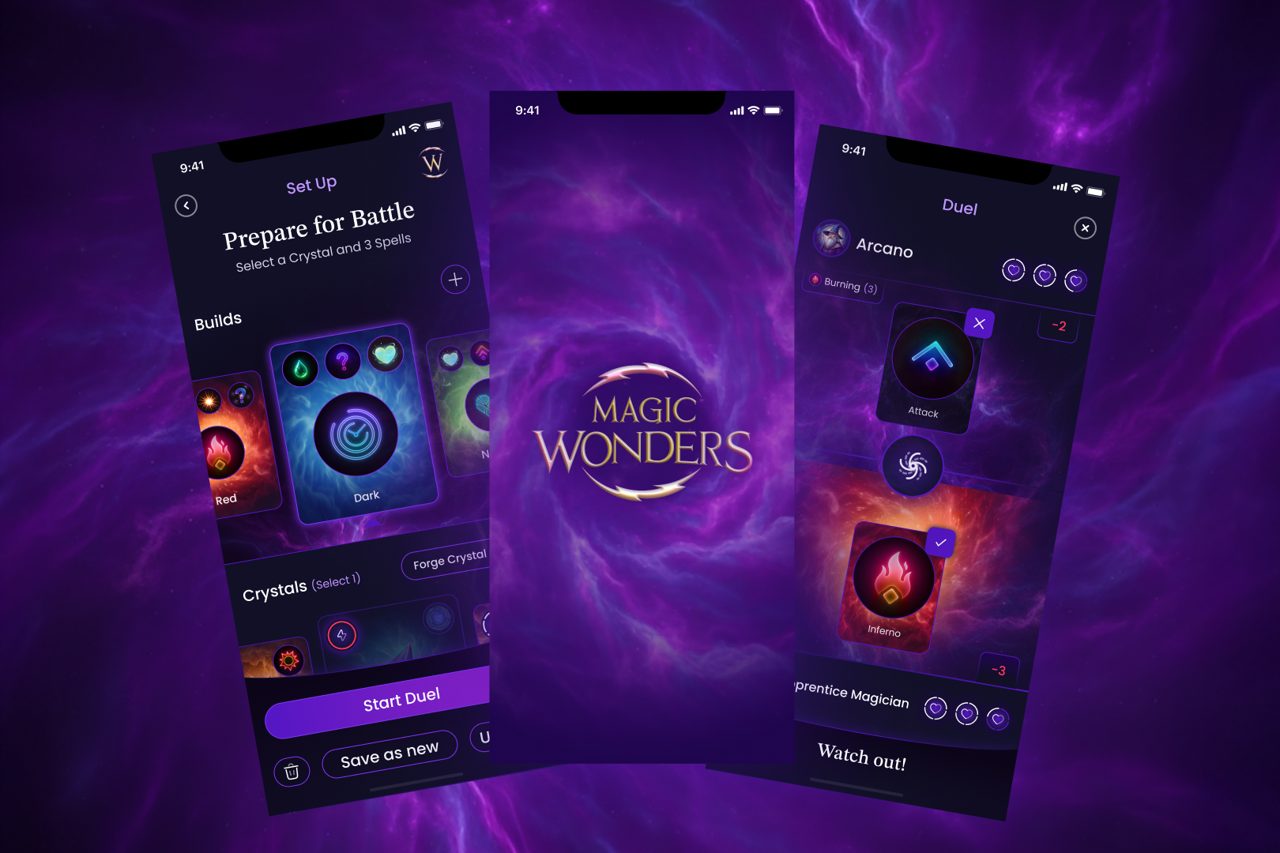 9:41
Set Up
Prepare for Battle
Select a Crystal and 3 Spells
Builds
Red
Dark
Crystals (Select 1)
Forge Crystal
Start Duel
Save as new
9:41
MAGIC
WONDERS
9:41
Duel
Arcano
Burning (3)
-2
Attack
Inferno
-3
Magician
Watch out!